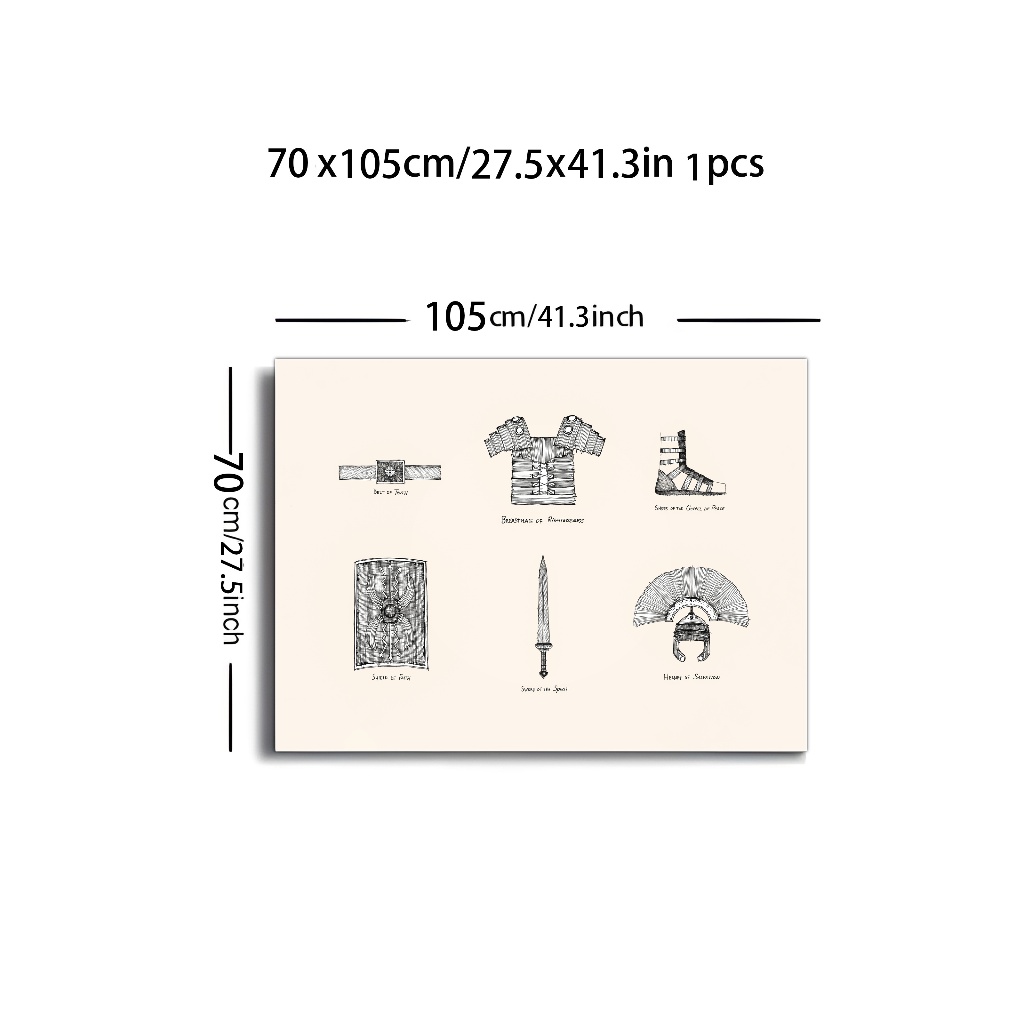 70 x105cm/27.5x41.3in 1pcs
105cm/41.3inch
70cm/27.5inch
Belt of Truth
Breastplate of Righteousness
Shoes of the Gospel of Peace
Shield of Faith
Sword of the Spirit
Helmet of Salvation